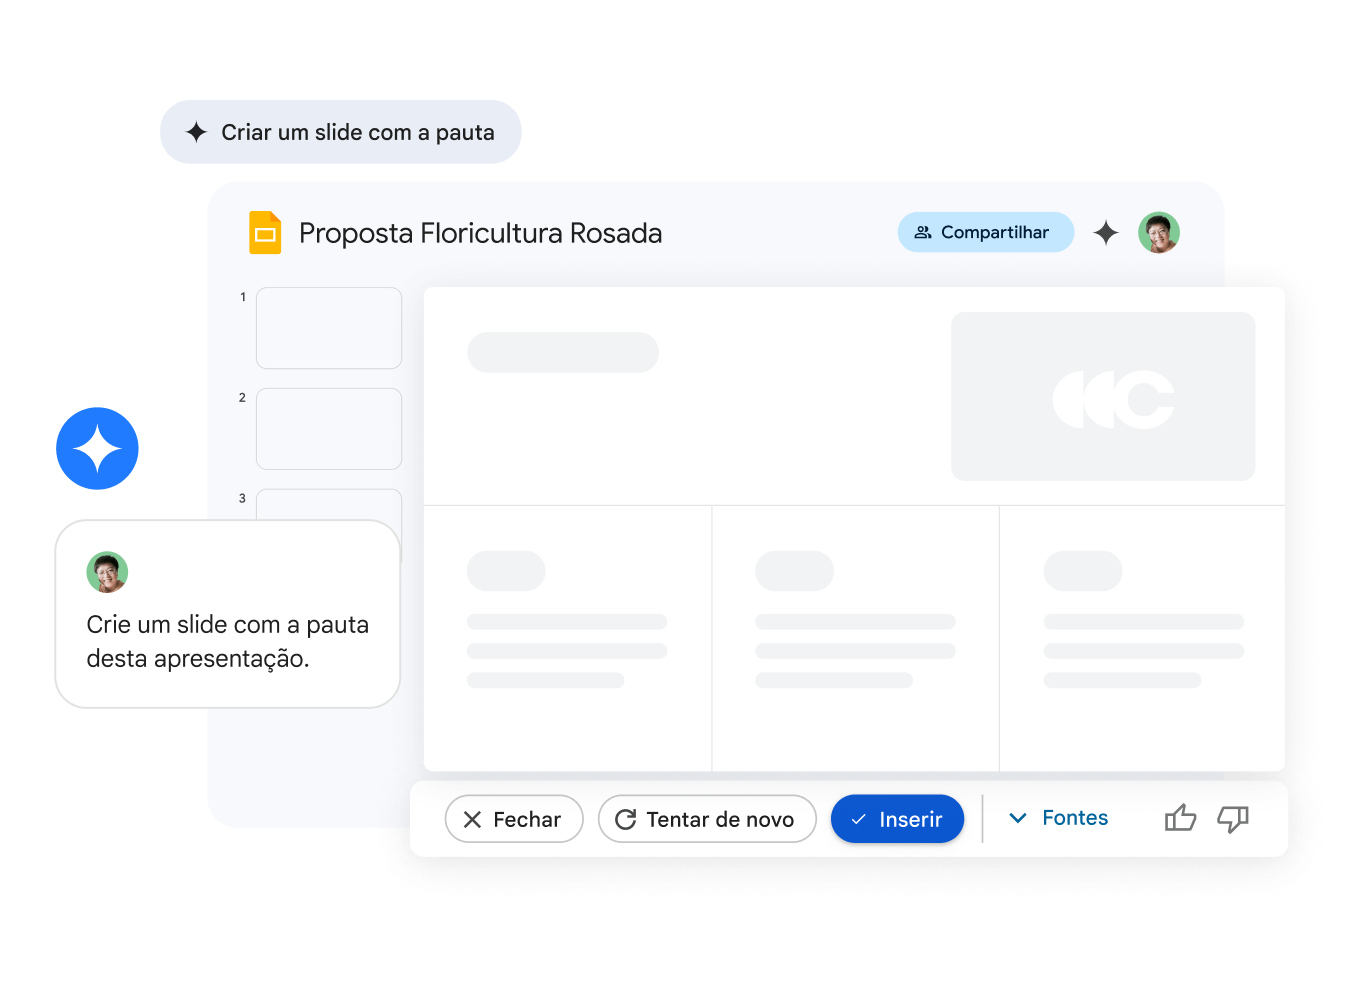 Criar um slide com a pauta
Proposta Floricultura Rosada
Compartilhar
1
2
3
Crie um slide com a pauta
desta apresentação.
Fechar
Tentar de novo
Inserir
Fontes